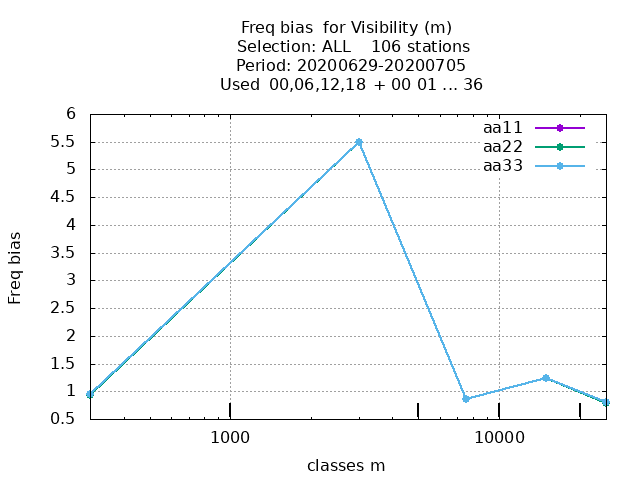 Freq bias for Visibility (m)
Selection: ALL 106 stations
Period: 20200629-20200705
Used 00,06,12,18 + 00 01 ... 36
6
5.5
5
4.5
4
3.5
3
2.5
2
1.5
1
0.5
Freq bias
aa11
aa22
aa33
1000
10000
classes m